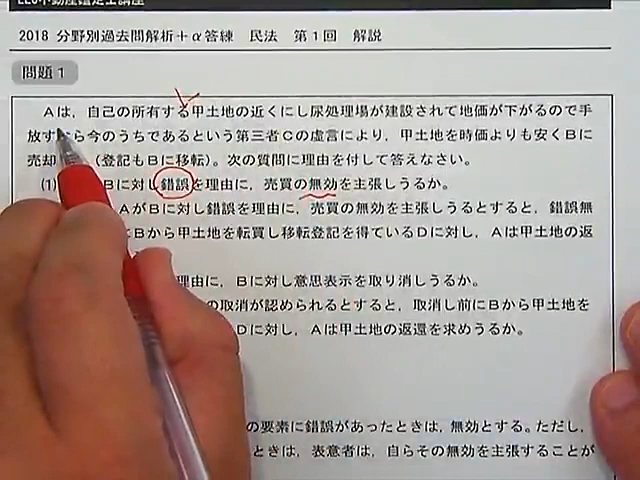 LEC不動産鑑定士講座
2018 分野別過去問解析+α答練 民法 第1回 解説
問題1
Aは，自己の所有する甲土地の近くにし尿処理場が建設されて地価が下がるので手
放すなら今のうちであるという第三者Cの虚言により，甲土地を時価よりも安くBに
売却 （登記もBに移転）。次の質問に理由を付して答えなさい。
(1) Bに対し錯誤を理由に，売買の無効を主張しうるか。
AがBに対し錯誤を理由に，売買の無効を主張しうるとすると，錯誤無
にBから甲土地を転買し移転登記を得ているDに対し，Aは甲土地の返
理由に，Bに対し意思表示を取り消しうるか。
の取消が認められるとすると，取消し前にBから甲土地を
Dに対し，Aは甲土地の返還を求めうるか。
の要素に錯誤があったときは，無効とする。ただし，
ときは，表意者は，自らその無効を主張することが